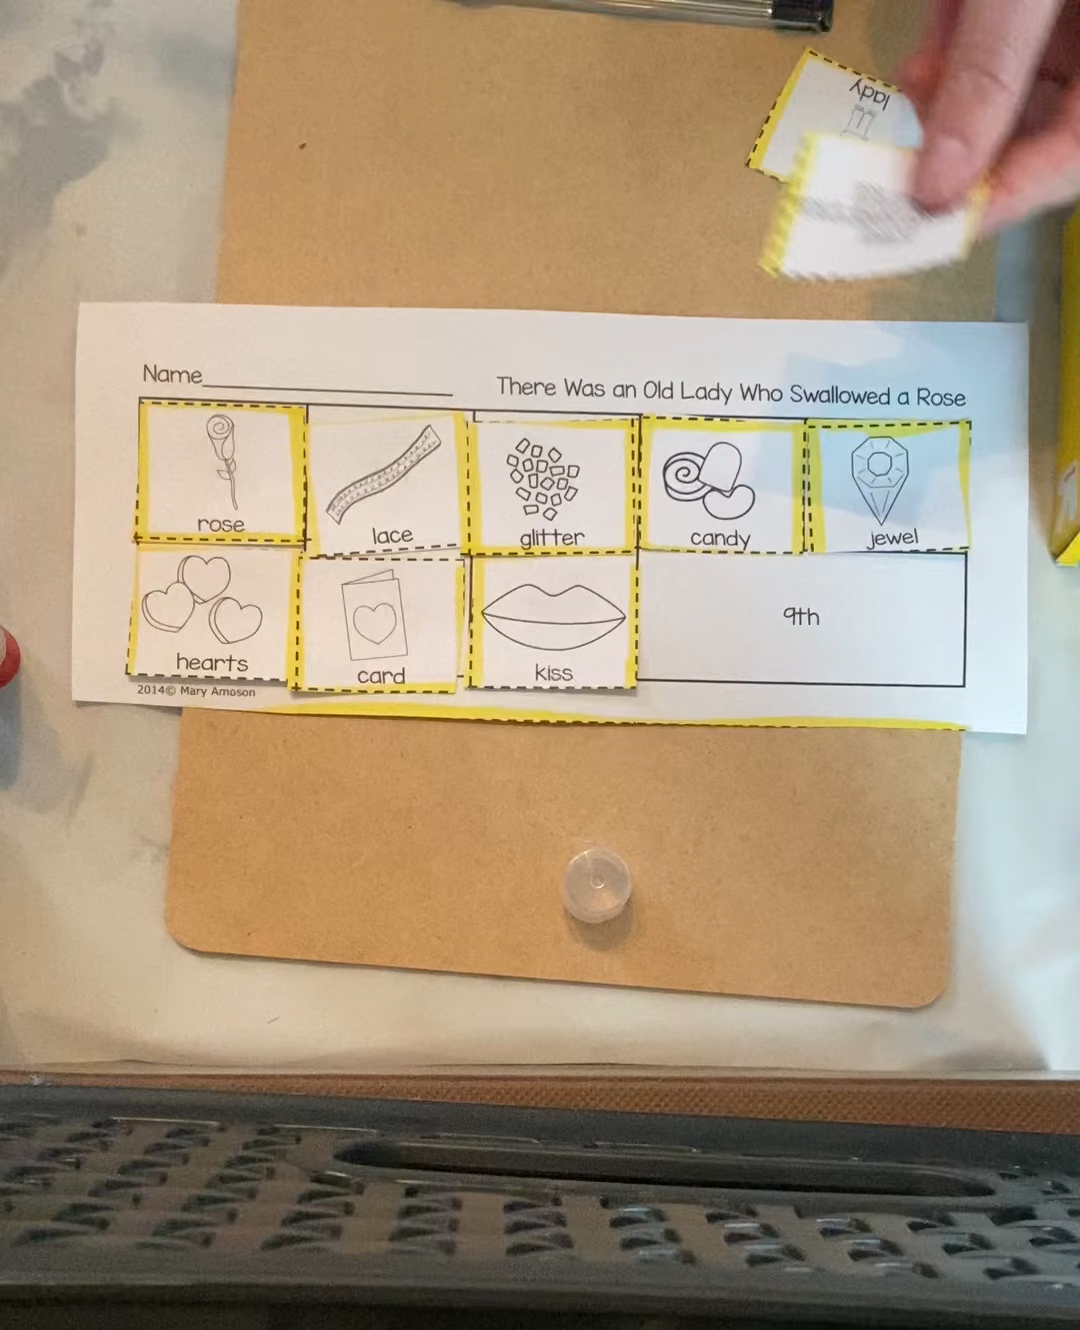 lady
Name
There Was an Old Lady Who Swallowed a Rose
rose
lace
glitter
candy
jewel
hearts
card
kiss
9th
2014© Mary Amoson